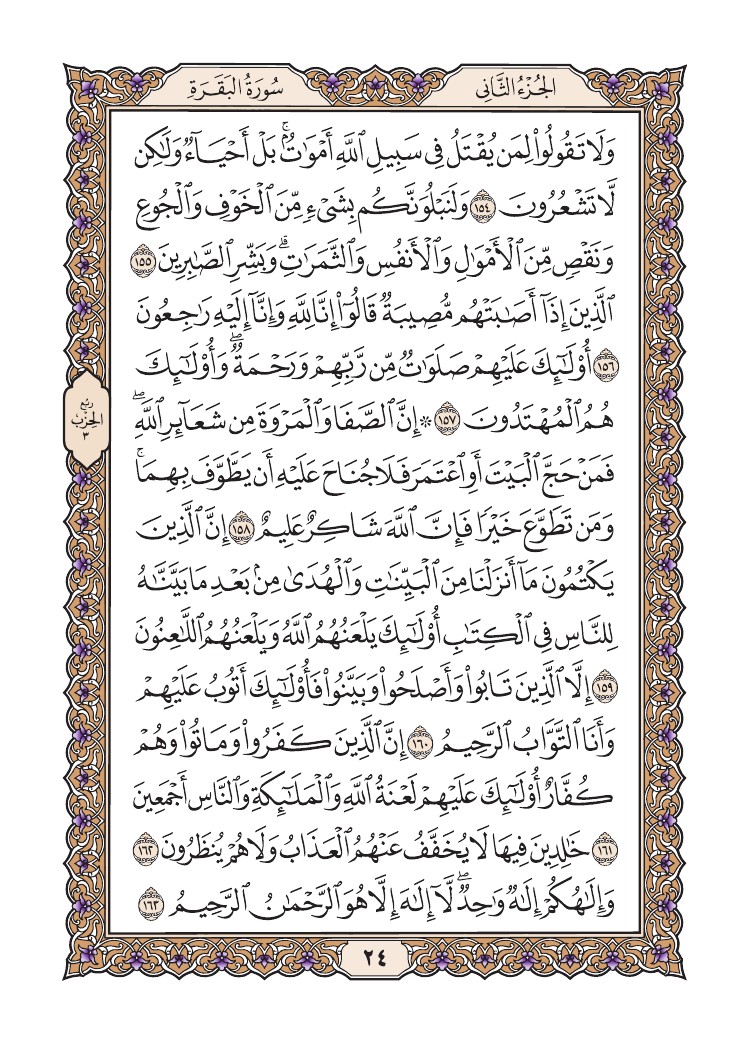 الجُزْءُ الثَّانِي
سُورَةُ البَقَرَةِ
وَلَا تَقُولُوا۟ لِمَن يُقْتَلُ فِى سَبِيلِ ٱللَّهِ أَمْوَٰتٌۢ ۚ بَلْ أَحْيَآءٌ وَلَٰكِن
لَّا تَشْعُرُونَ ١٥٤ وَلَنَبْلُوَنَّكُم بِشَىْءٍ مِّنَ ٱلْخَوْفِ وَٱلْجُوعِ
وَنَقْصٍ مِّنَ ٱلْأَمْوَٰلِ وَٱلْأَنفُسِ وَٱلثَّمَرَٰتِ ۗ وَبَشِّرِ ٱلصَّٰبِرِينَ ١٥٥
ٱلَّذِينَ إِذَآ أَصَٰبَتْهُم مُّصِيبَةٌ قَالُوٓا۟ إِنَّا لِلَّهِ وَإِنَّآ إِلَيْهِ رَٰجِعُونَ
١٥٦ أُو۟لَٰٓئِكَ عَلَيْهِمْ صَلَوَٰتٌ مِّن رَّبِّهِمْ وَرَحْمَةٌ ۖ وَأُو۟لَٰٓئِكَ
هُمُ ٱلْمُهْتَدُونَ ١٥٧ ۞ إِنَّ ٱلصَّفَا وَٱلْمَرْوَةَ مِن شَعَآئِرِ ٱللَّهِ ۖ
فَمَنْ حَجَّ ٱلْبَيْتَ أَوِ ٱعْتَمَرَ فَلَا جُنَاحَ عَلَيْهِ أَن يَطَّوَّفَ بِهِمَا ۚ
وَمَن تَطَوَّعَ خَيْرًا فَإِنَّ ٱللَّهَ شَاكِرٌ عَلِيمٌ ١٥٨ إِنَّ ٱلَّذِينَ
يَكْتُمُونَ مَآ أَنزَلْنَا مِنَ ٱلْبَيِّنَٰتِ وَٱلْهُدَىٰ مِنۢ بَعْدِ مَا بَيَّنَّٰهُ
لِلنَّاسِ فِى ٱلْكِتَٰبِ أُو۟لَٰٓئِكَ يَلْعَنُهُمُ ٱللَّهُ وَيَلْعَنُهُمُ ٱللَّٰعِنُونَ
١٥٩ إِلَّا ٱلَّذِينَ تَابُوا۟ وَأَصْلَحُوا۟ وَبَيَّنُوا۟ فَأُو۟لَٰٓئِكَ أَتُوبُ عَلَيْهِمْ
وَأَنَا ٱلتَّوَّابُ ٱلرَّحِيمُ ١٦٠ إِنَّ ٱلَّذِينَ كَفَرُوا۟ وَمَاتُوا۟ وَهُمْ
كُفَّارٌ أُو۟لَٰٓئِكَ عَلَيْهِمْ لَعْنَةُ ٱللَّهِ وَٱلْمَلَٰٓئِكَةِ وَٱلنَّاسِ أَجْمَعِينَ
١٦١ خَٰلِدِينَ فِيهَا لَا يُخَفَّفُ عَنْهُمُ ٱلْعَذَابُ وَلَا هُمْ يُنظَرُونَ ١٦٢
وَإِلَٰهُكُمْ إِلَٰهٌ وَٰحِدٌ ۖ لَّآ إِلَٰهَ إِلَّا هُوَ ٱلرَّحْمَٰنُ ٱلرَّحِيمُ ١٦٣
رُبْع
الحِزْب
٣
٢٤